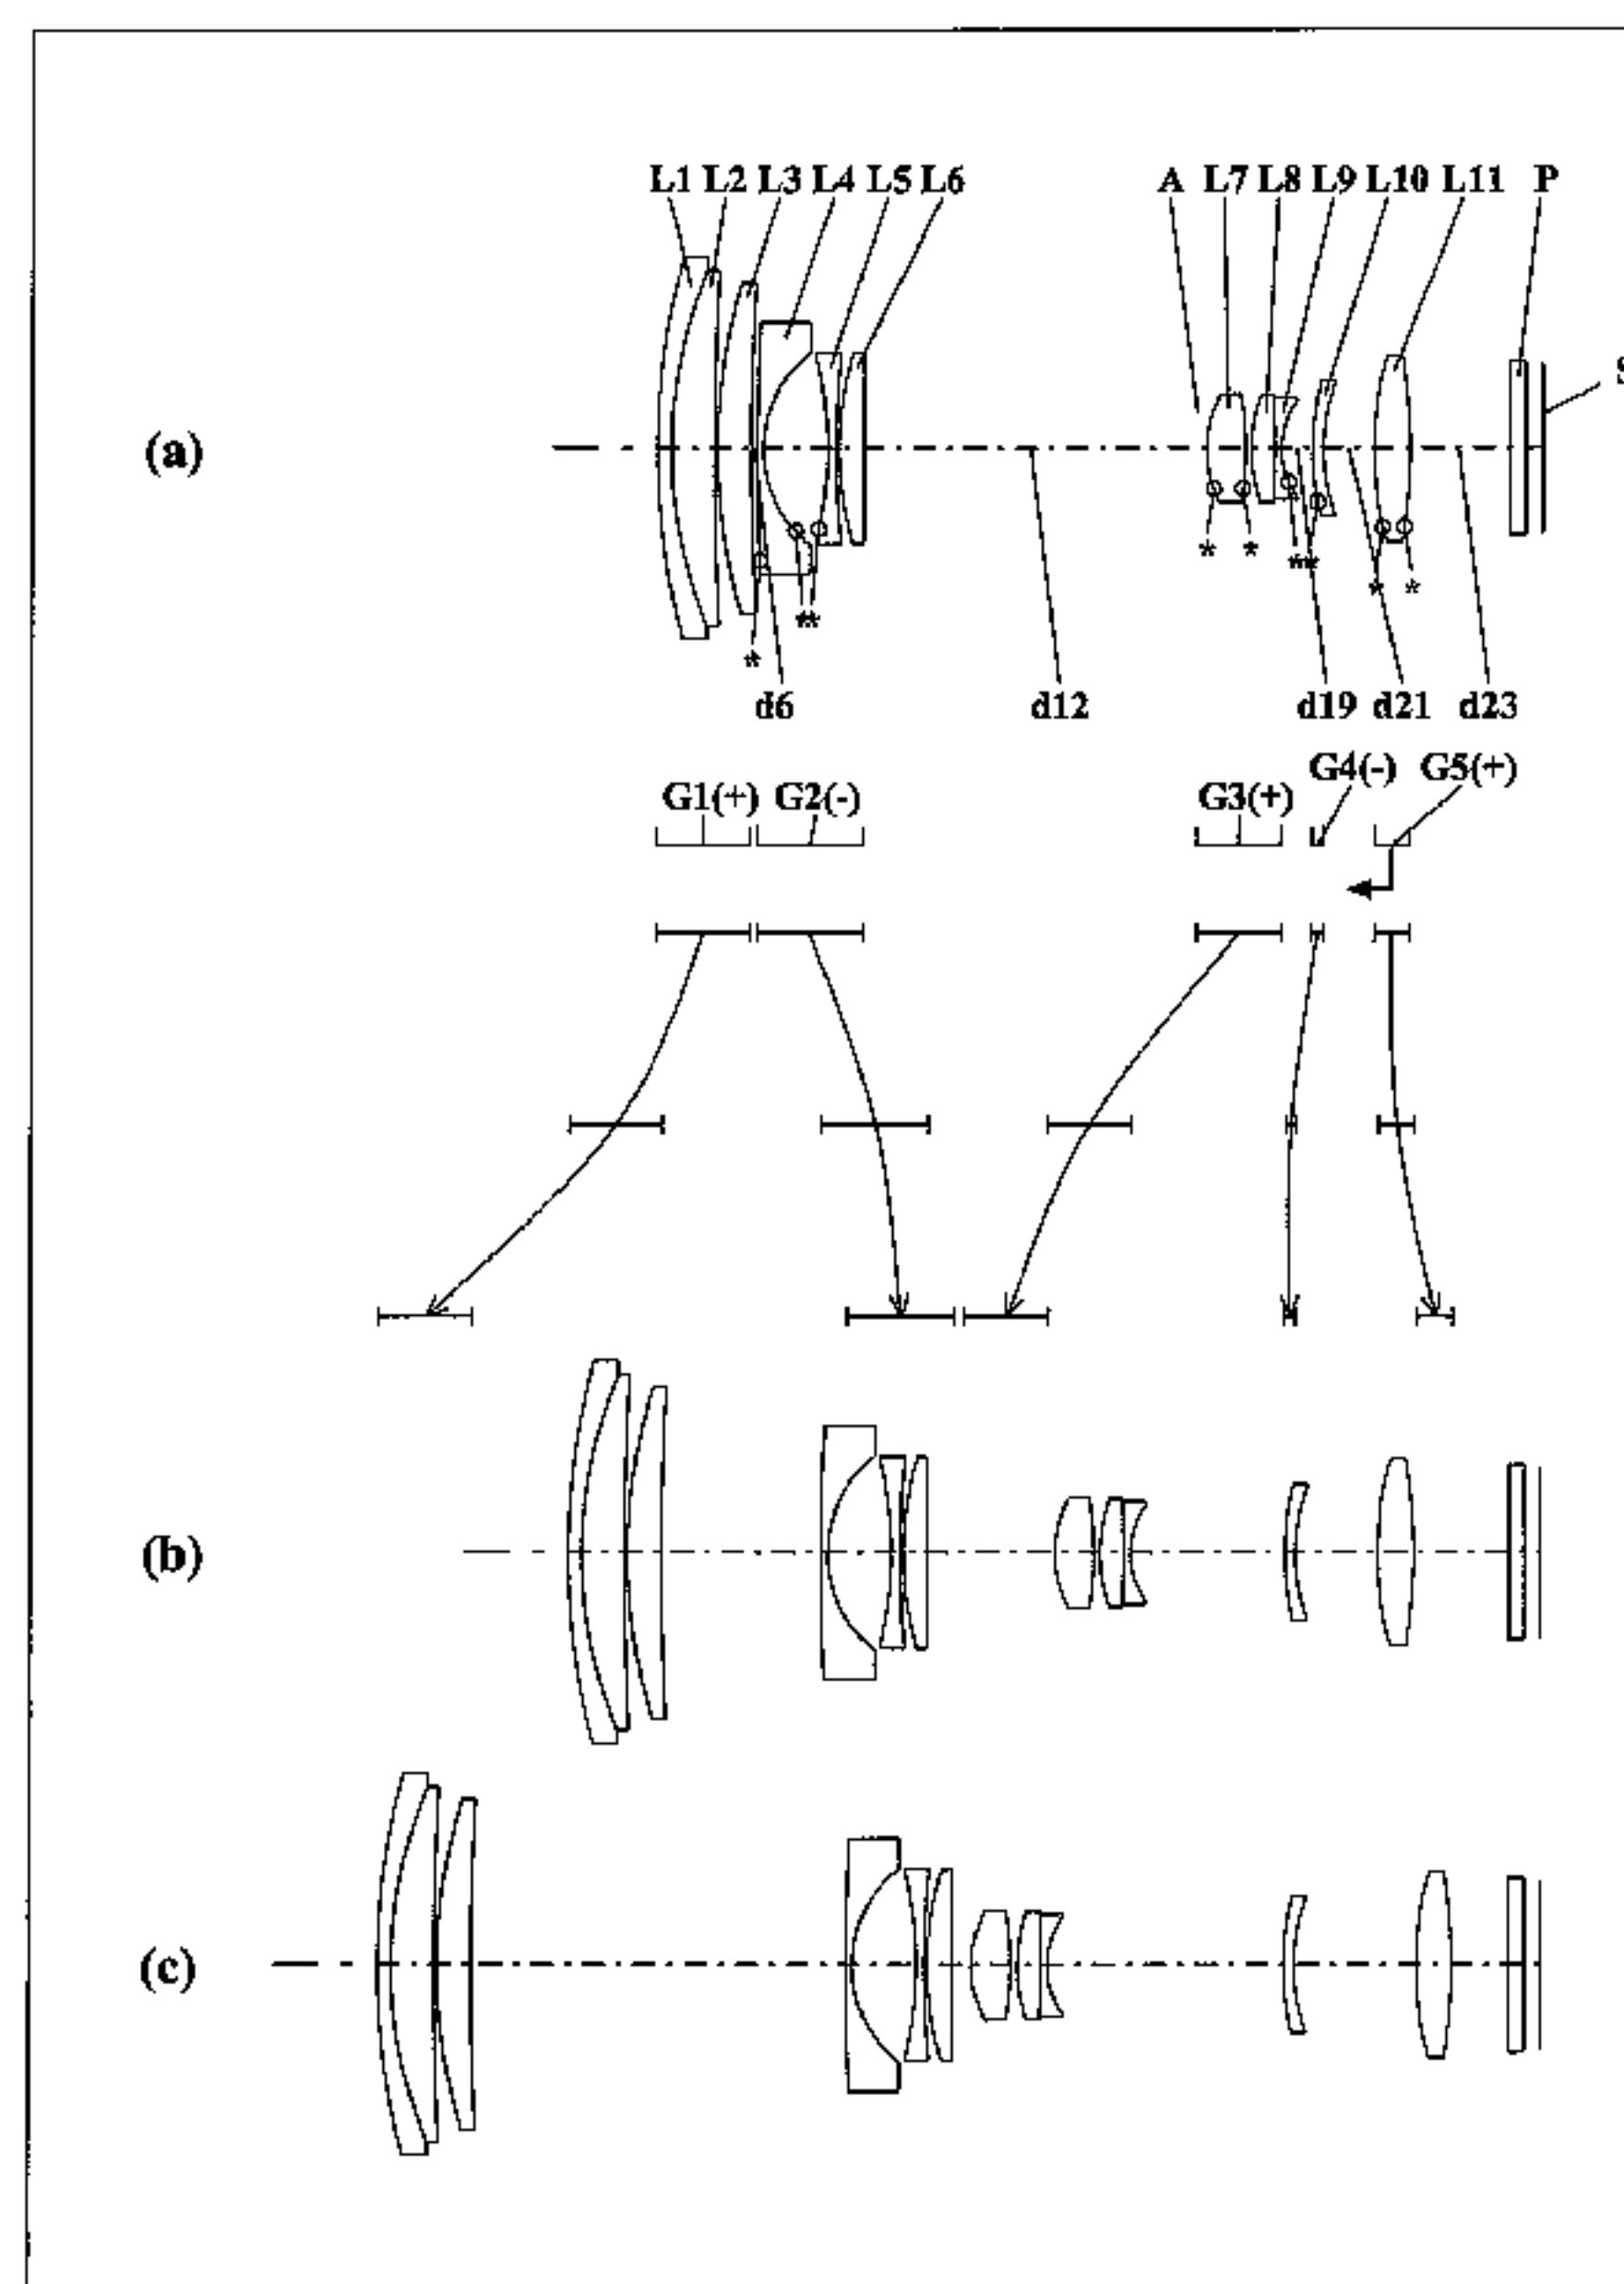 L1 L2 L3 L4 L5 L6 A L7 L8 L9 L10 L11 P
S
(a)
* * ** * *
**
*
d6 d12 d19 d21 d23
G1(+) G2(-) G3(+) G4(-) G5(+)
(b)
(c)